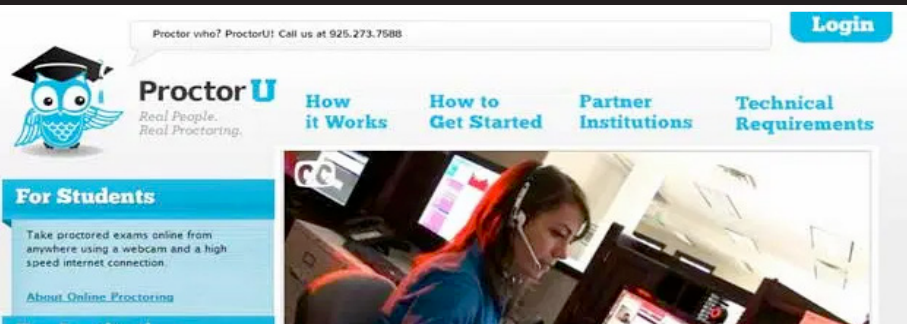 Proctor who? ProctorU! Call us at 925.273.7588
Login
ProctorU
Real People.
Real Proctoring.
How
it Works
How to
Get Started
Partner
Institutions
Technical
Requirements
CC
For Students
Take proctored exams online from
anywhere using a webcam and a high
speed internet connection.
About Online Proctoring